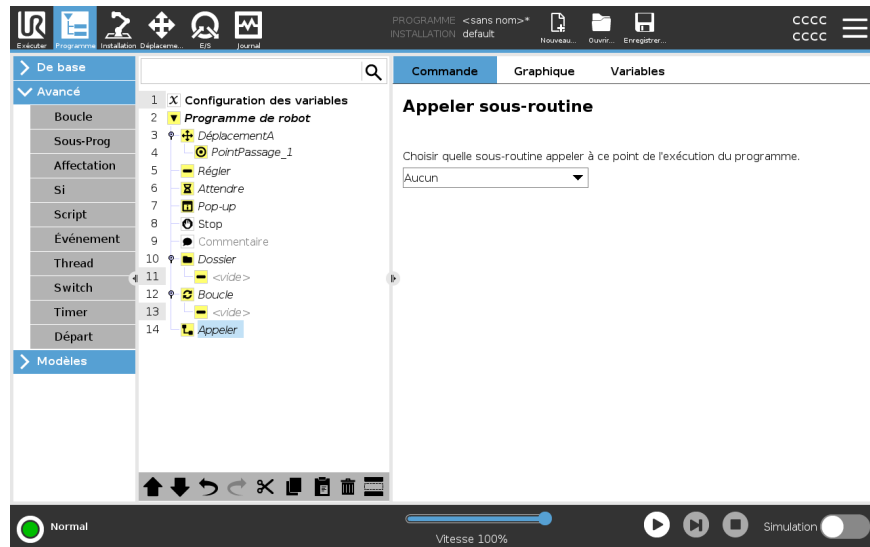 PROGRAMME <sans nom>*
INSTALLATION default
CCCC
CCCC
Exécuter
Programme
Installation
Déplaceme...
E/S
Journal
Nouveau...
Ouvrir...
Enregistrer...
De base
Avancé
Boucle
Sous-Prog
Affectation
Si
Script
Événement
Thread
Switch
Timer
Départ
Modèles
1 X Configuration des variables
2 Programme de robot
3 DéplacementA
4 PointPassage_1
5 Régler
6 Attendre
7 Pop-up
8 Stop
9 Commentaire
10 Dossier
11 <vide>
12 Boucle
13 <vide>
14 Appeler
Commande
Graphique
Variables
Appeler sous-routine
Choisir quelle sous-routine appeler à ce point de l'exécution du programme.
Aucun
Normal
Vitesse 100%
Simulation